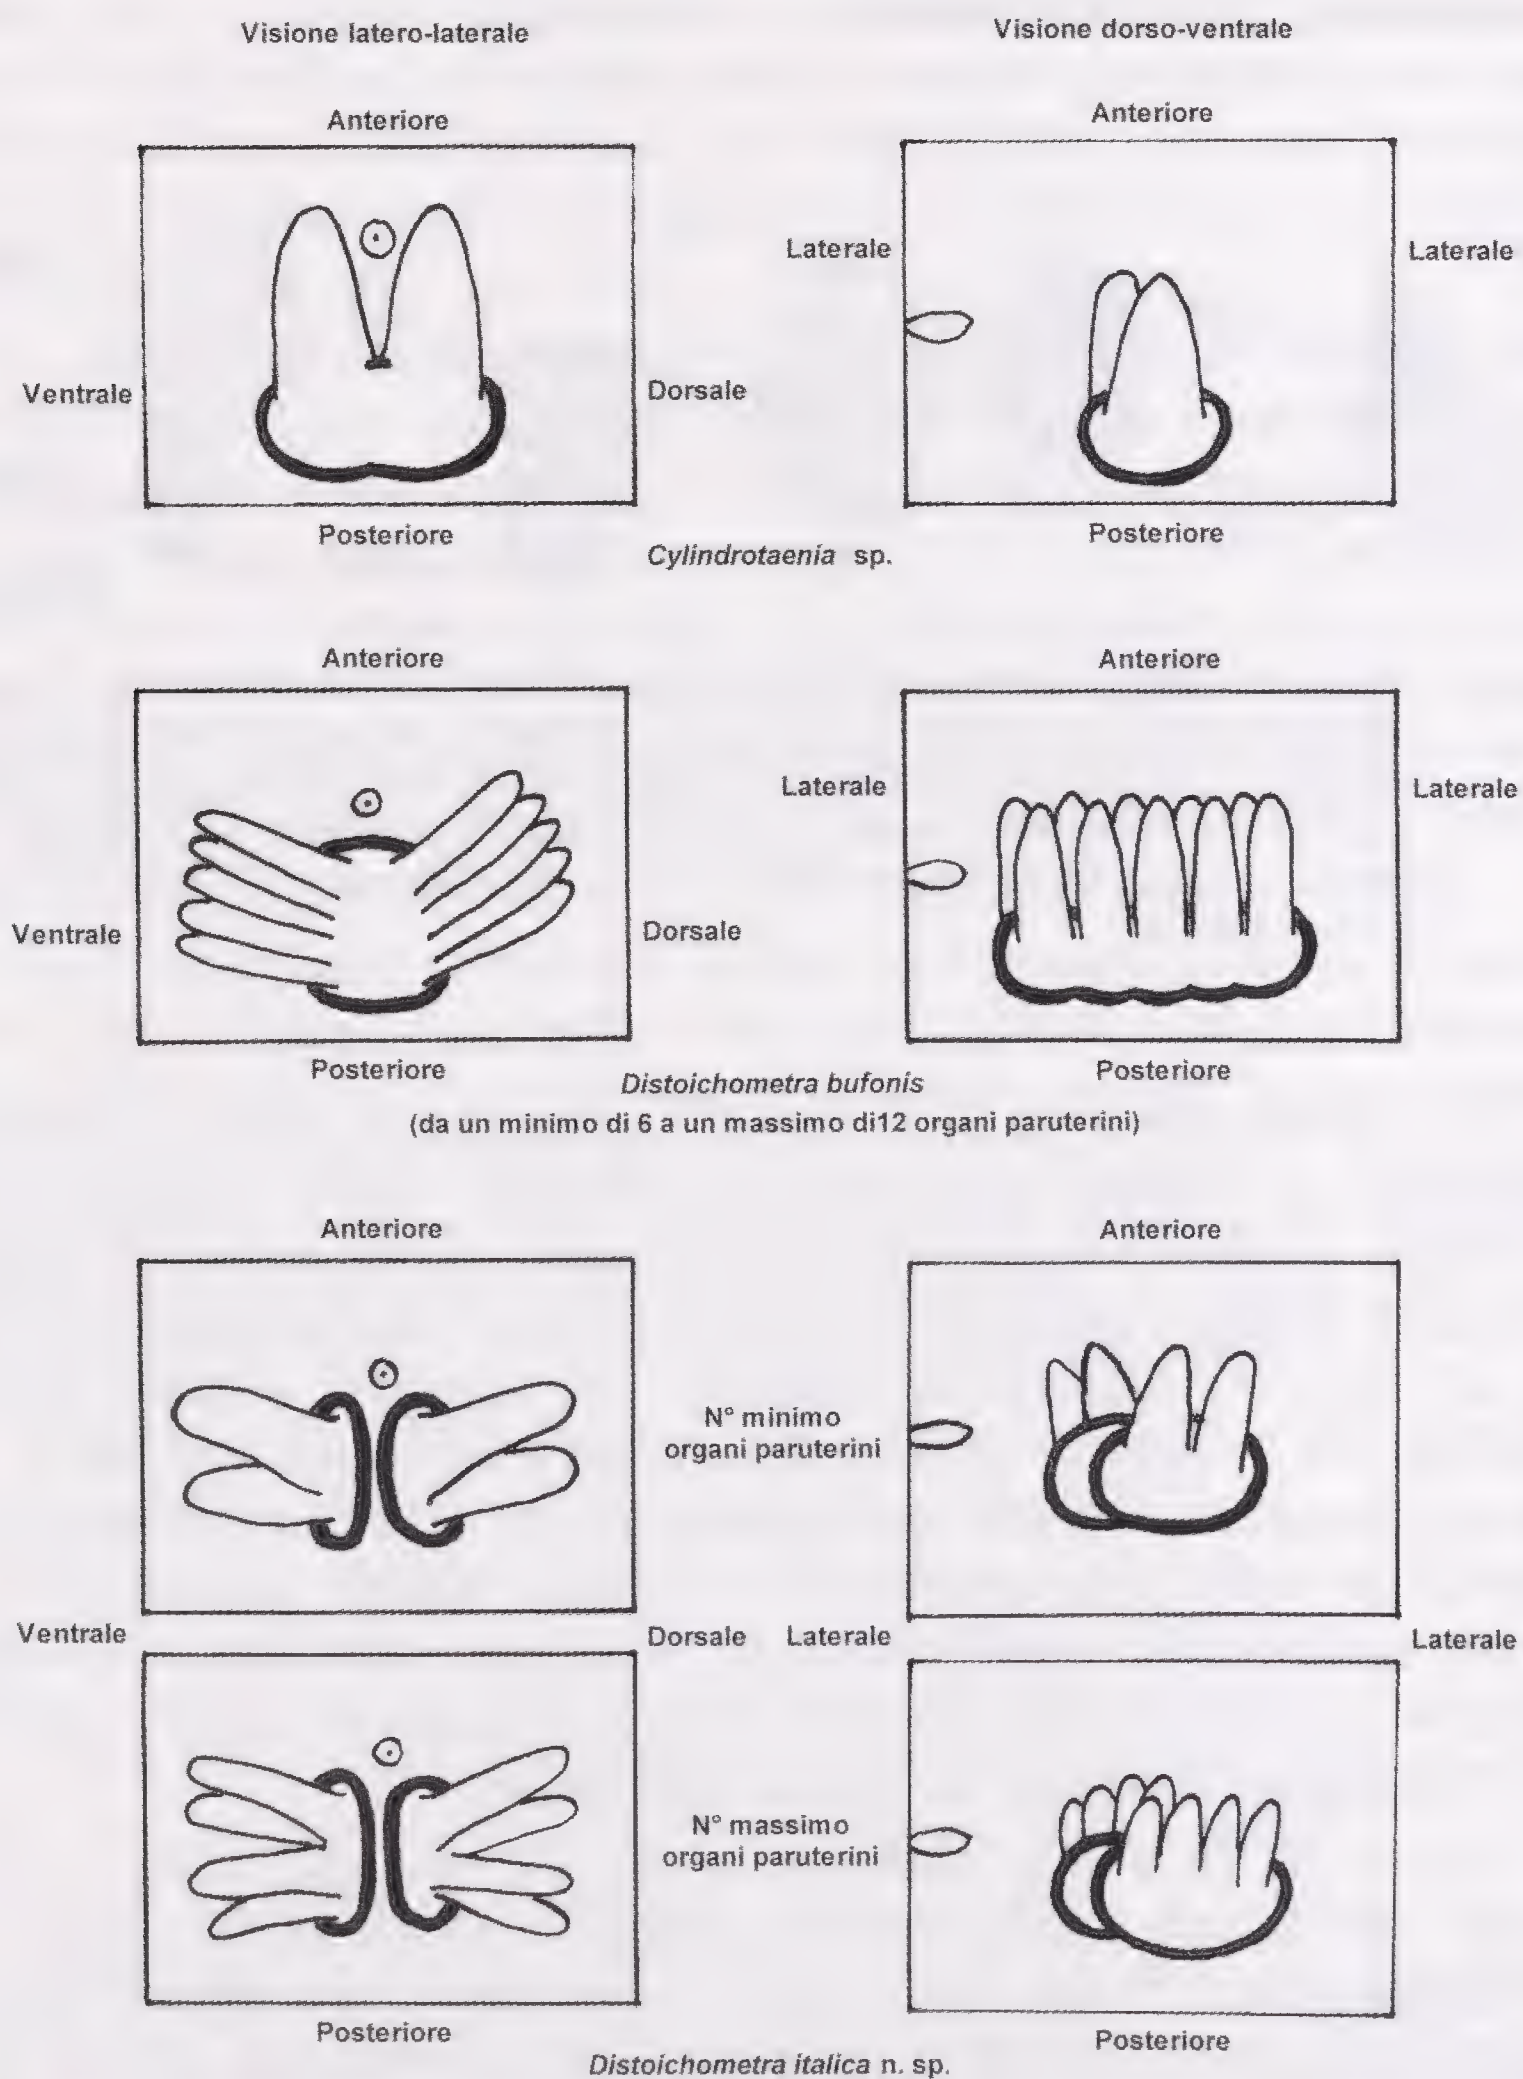 Visione latero-laterale
Visione dorso-ventrale
Anteriore
Anteriore
Laterale
Laterale
Ventrale
Dorsale
Posteriore
Posteriore
Cylindrotaenia sp.
Anteriore
Anteriore
Laterale
Laterale
Ventrale
Dorsale
Posteriore
Posteriore
Distoichometra bufonis
(da un minimo di 6 a un massimo di12 organi paruterini)
Anteriore
Anteriore
N° minimo
organi paruterini
Ventrale
Dorsale
Laterale
Laterale
N° massimo
organi paruterini
Posteriore
Posteriore
Distoichometra italica n. sp.